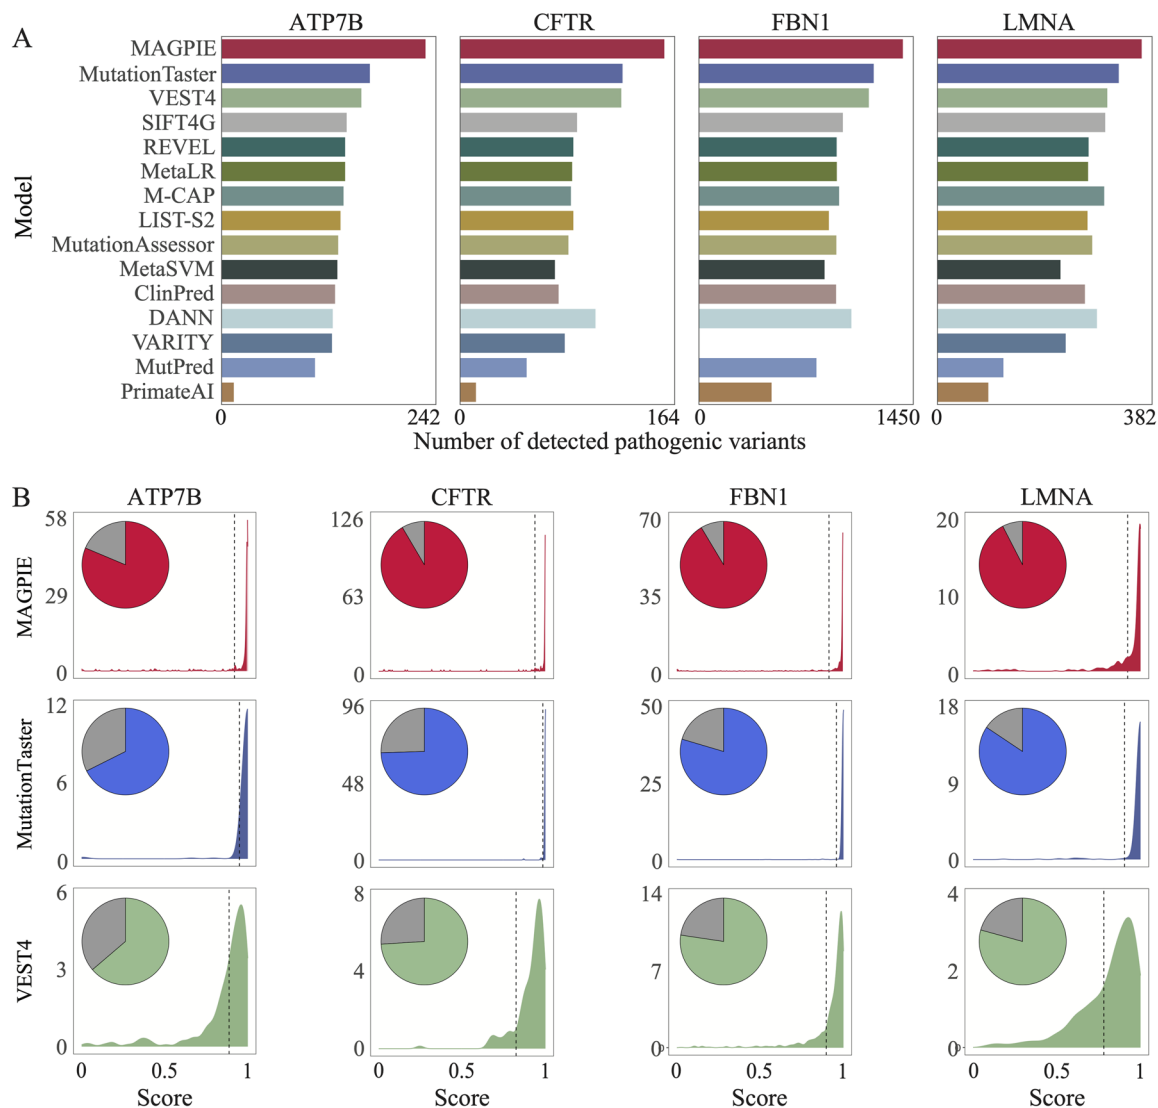 A
ATP7B CFTR FBN1 LMNA
Model
MAGPIE
MutationTaster
VEST4
SIFT4G
REVEL
MetaLR
M-CAP
LIST-S2
MutationAssessor
MetaSVM
ClinPred
DANN
VARITY
MutPred
PrimateAI
0 242 0 164 0 1450 0 382
Number of detected pathogenic variants
B
ATP7B CFTR FBN1 LMNA
MAGPIE
58 29 0
126 63 0
70 35 0
20 10 0
MutationTaster
12 6 0
96 48 0
50 25 0
18 9 0
VEST4
6 3 0
8 4 0
14 7 0
4 2 0
0 0.5 1 0 0.5 1 0 0.5 1 0 0.5 1
Score Score Score Score